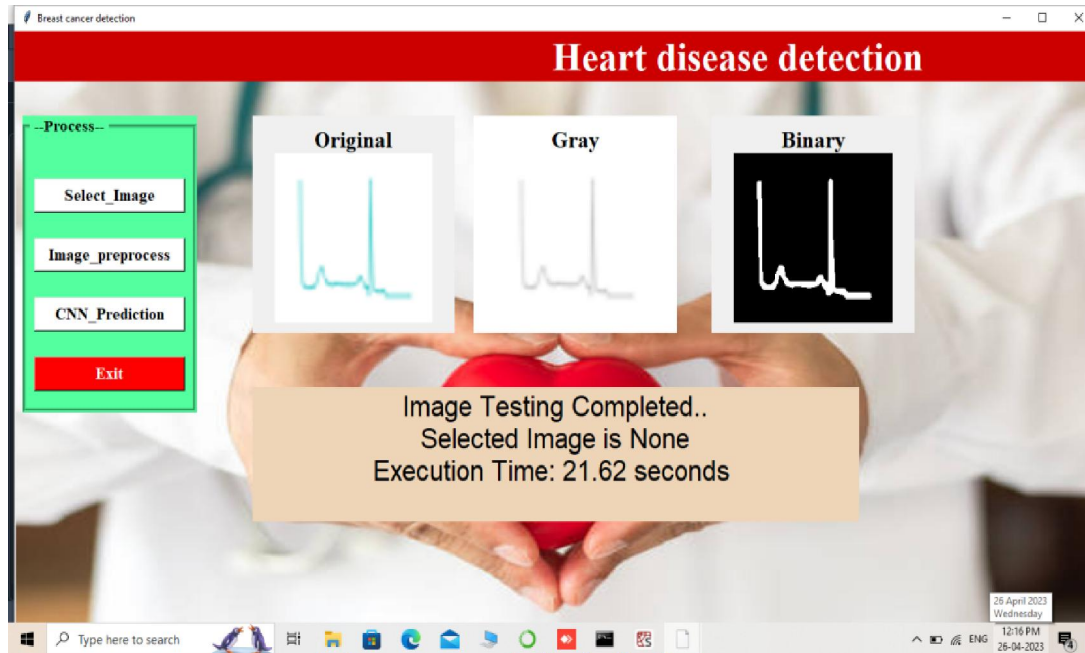 Breast cancer detection
Heart disease detection
--Process--
Select_Image
Image_preprocess
CNN_Prediction
Exit
Original
Gray
Binary
Image Testing Completed..
Selected Image is None
Execution Time: 21.62 seconds
26 April 2023
Wednesday
Type here to search
ENG
12:16 PM
26-04-2023
4